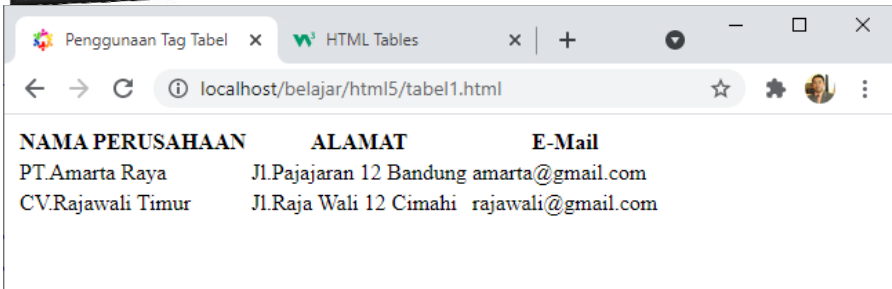 Penggunaan Tag Tabel HTML Tables
localhost/belajar/html5/tabel1.html
NAMA PERUSAHAAN ALAMAT E-Mail
PT.Amarta Raya Jl.Pajajaran 12 Bandung amarta@gmail.com
CV.Rajawali Timur Jl.Raja Wali 12 Cimahi rajawali@gmail.com